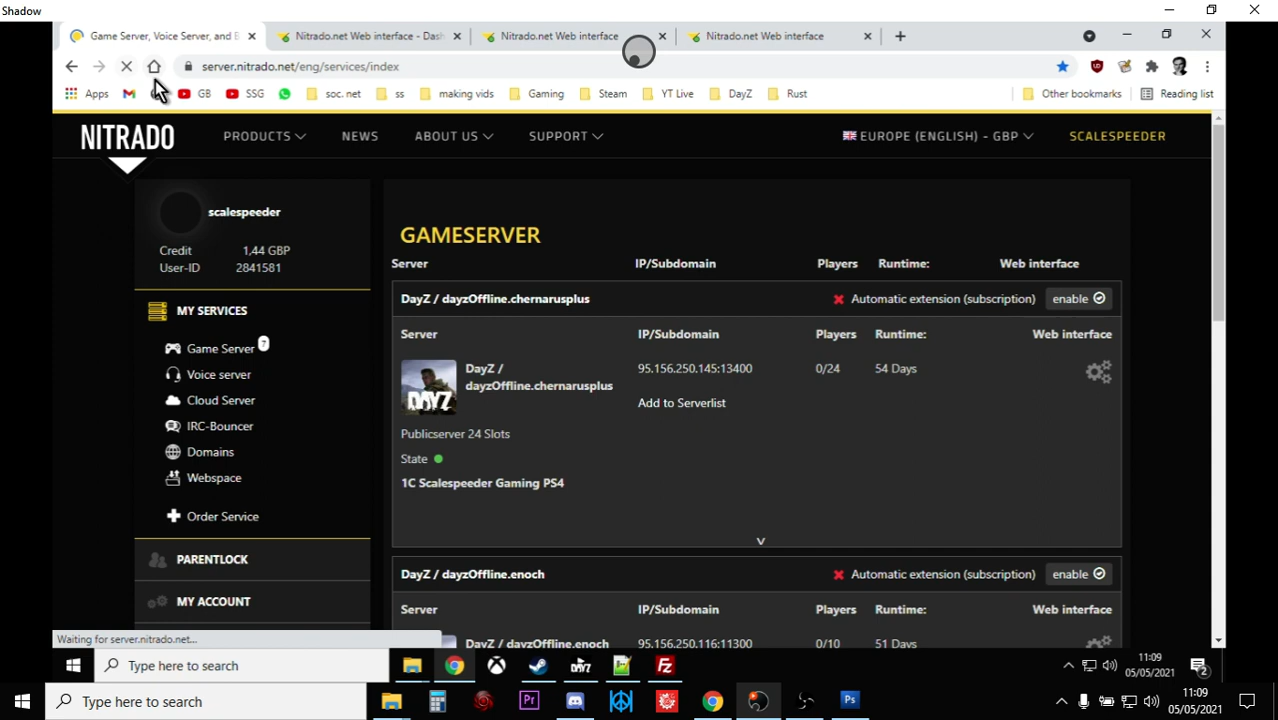 Shadow
Game Server, Voice Server, and B
Nitrado.net Web interface - Dash
Nitrado.net Web interface
Nitrado.net Web interface
server.nitrado.net/eng/services/index
Apps GB SSG soc. net ss making vids Gaming Steam YT Live DayZ Rust Other bookmarks Reading list
NITRADO PRODUCTS NEWS ABOUT US SUPPORT EUROPE (ENGLISH) - GBP SCALESPEEDER
scalespeeder
Credit 1,44 GBP
User-ID 2841581
MY SERVICES
Game Server 7
Voice server
Cloud Server
IRC-Bouncer
Domains
Webspace
Order Service
PARENTLOCK
MY ACCOUNT
GAMESERVER
Server IP/Subdomain Players Runtime: Web interface
DayZ / dayzOffline.chernarusplus Automatic extension (subscription) enable
Server IP/Subdomain Players Runtime: Web interface
DAYZ
DayZ / 95.156.250.145:13400 0/24 54 Days
dayzOffline.chernarusplus
Add to Serverlist
Publicserver 24 Slots
State
1C Scalespeeder Gaming PS4
v
DayZ / dayzOffline.enoch Automatic extension (subscription) enable
Server IP/Subdomain Players Runtime: Web interface
DayZ / dayzOffline.enoch 95.156.250.116:11300 0/10 51 Days
Waiting for server.nitrado.net...
Type here to search DAYZ Fz 11:09
05/05/2021 2
Type here to search Pr Ps 11:09
05/05/2021